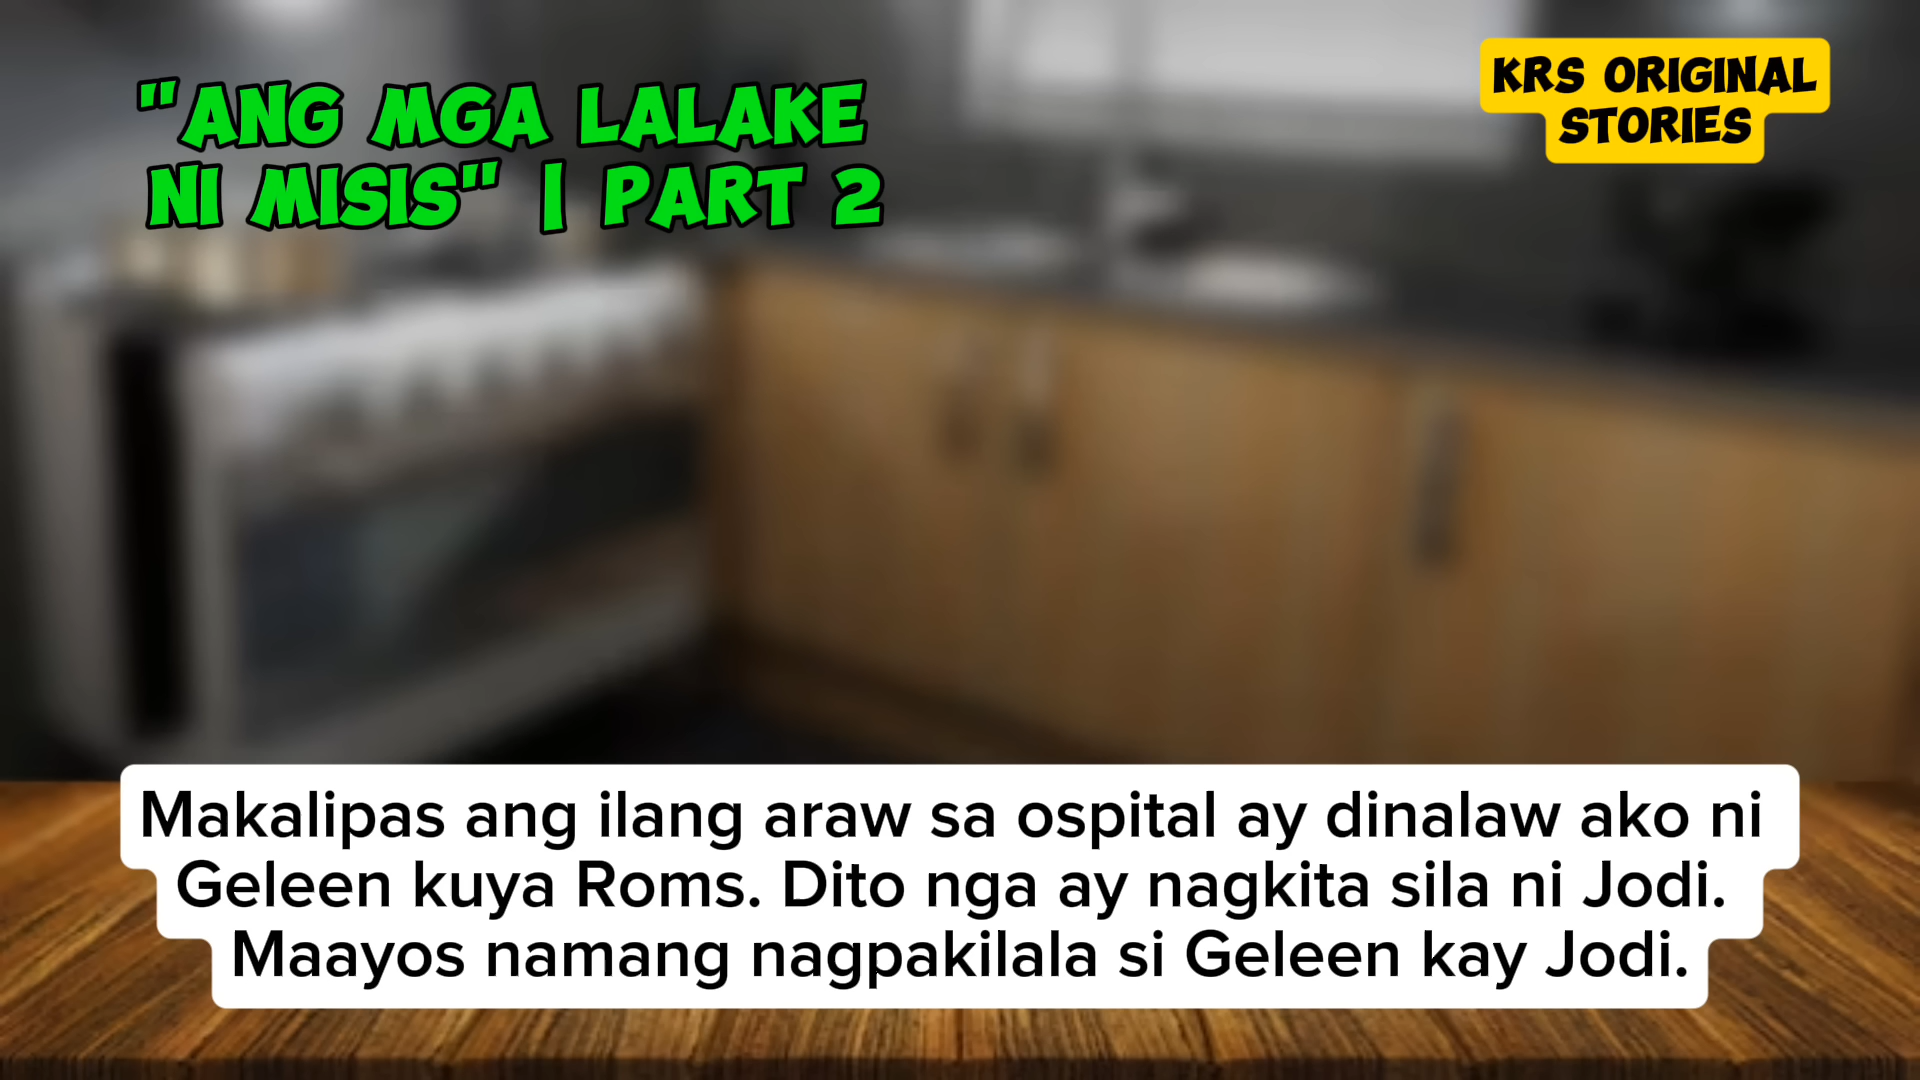 "ANG MGA LALAKE
NI MISIS" | PART 2
KRS ORIGINAL
STORIES
Makalipas ang ilang araw sa ospital ay dinalaw ako ni
Geleen kuya Roms. Dito nga ay nagkita sila ni Jodi.
Maayos namang nagpakilala si Geleen kay Jodi.